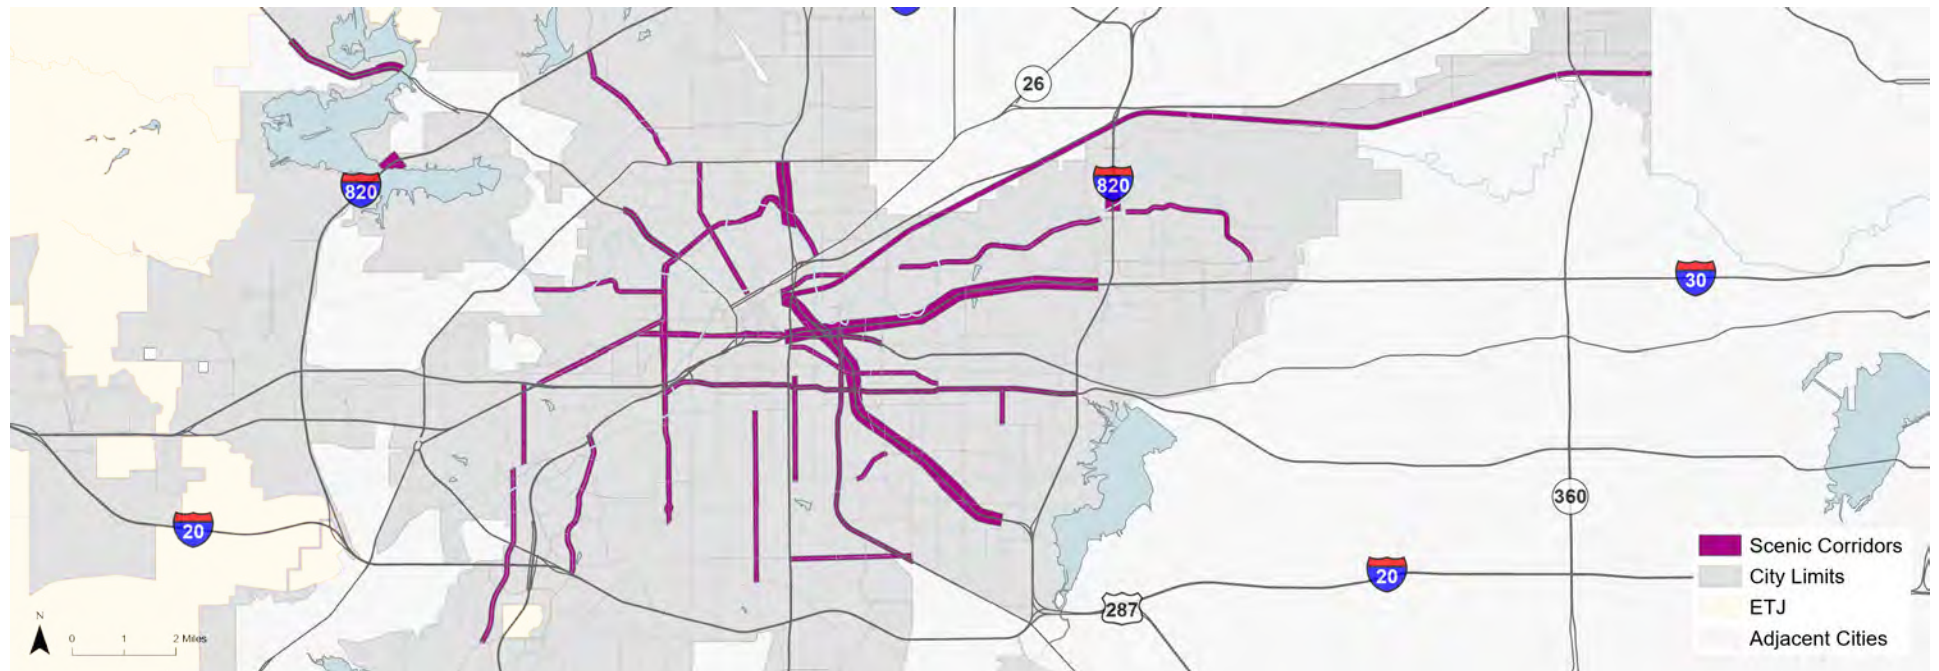 26
820
820
30
360
20
20
287
Scenic Corridors
City Limits
ETJ
Adjacent Cities
N
0 1 2 Miles